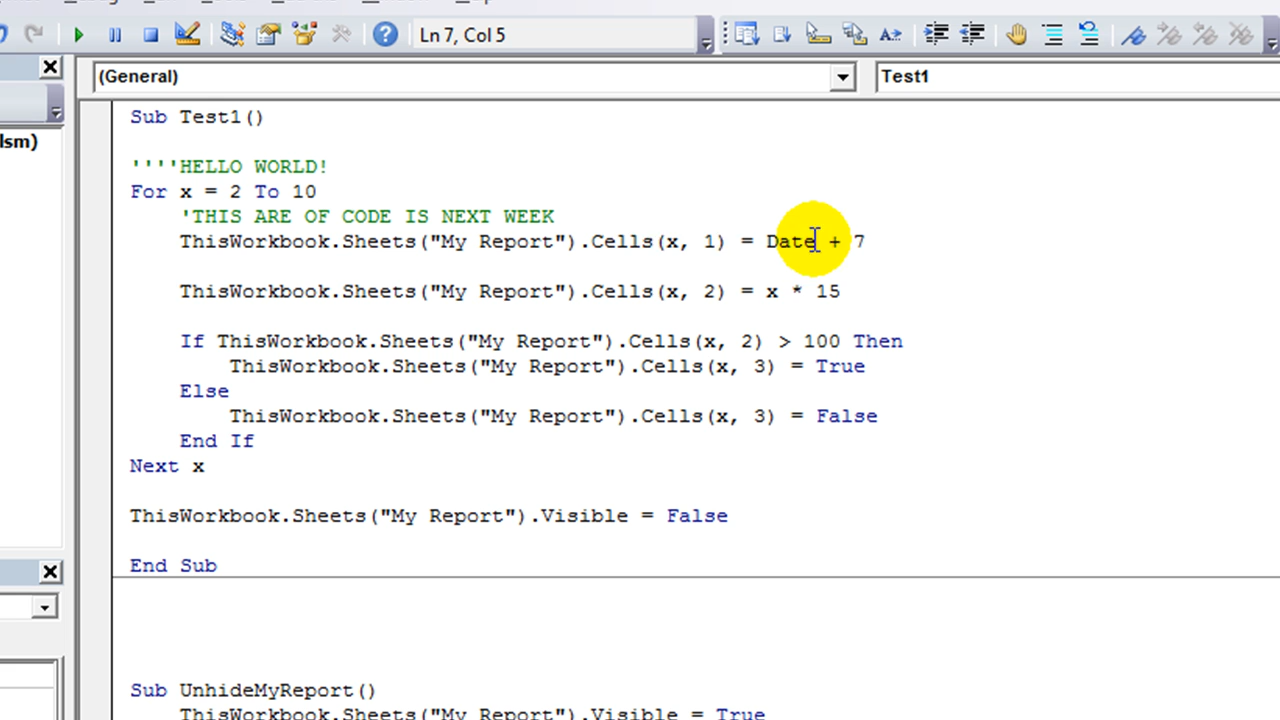 Ln 7, Col 5
(General)
Test1
lsm)
Sub Test1()
''''HELLO WORLD!
For x = 2 To 10
'THIS ARE OF CODE IS NEXT WEEK
ThisWorkbook.Sheets("My Report").Cells(x, 1) = Date + 7
ThisWorkbook.Sheets("My Report").Cells(x, 2) = x * 15
If ThisWorkbook.Sheets("My Report").Cells(x, 2) > 100 Then
ThisWorkbook.Sheets("My Report").Cells(x, 3) = True
Else
ThisWorkbook.Sheets("My Report").Cells(x, 3) = False
End If
Next x
ThisWorkbook.Sheets("My Report").Visible = False
End Sub
Sub UnhideMyReport()
ThisWorkbook.Sheets("My Report").Visible = True